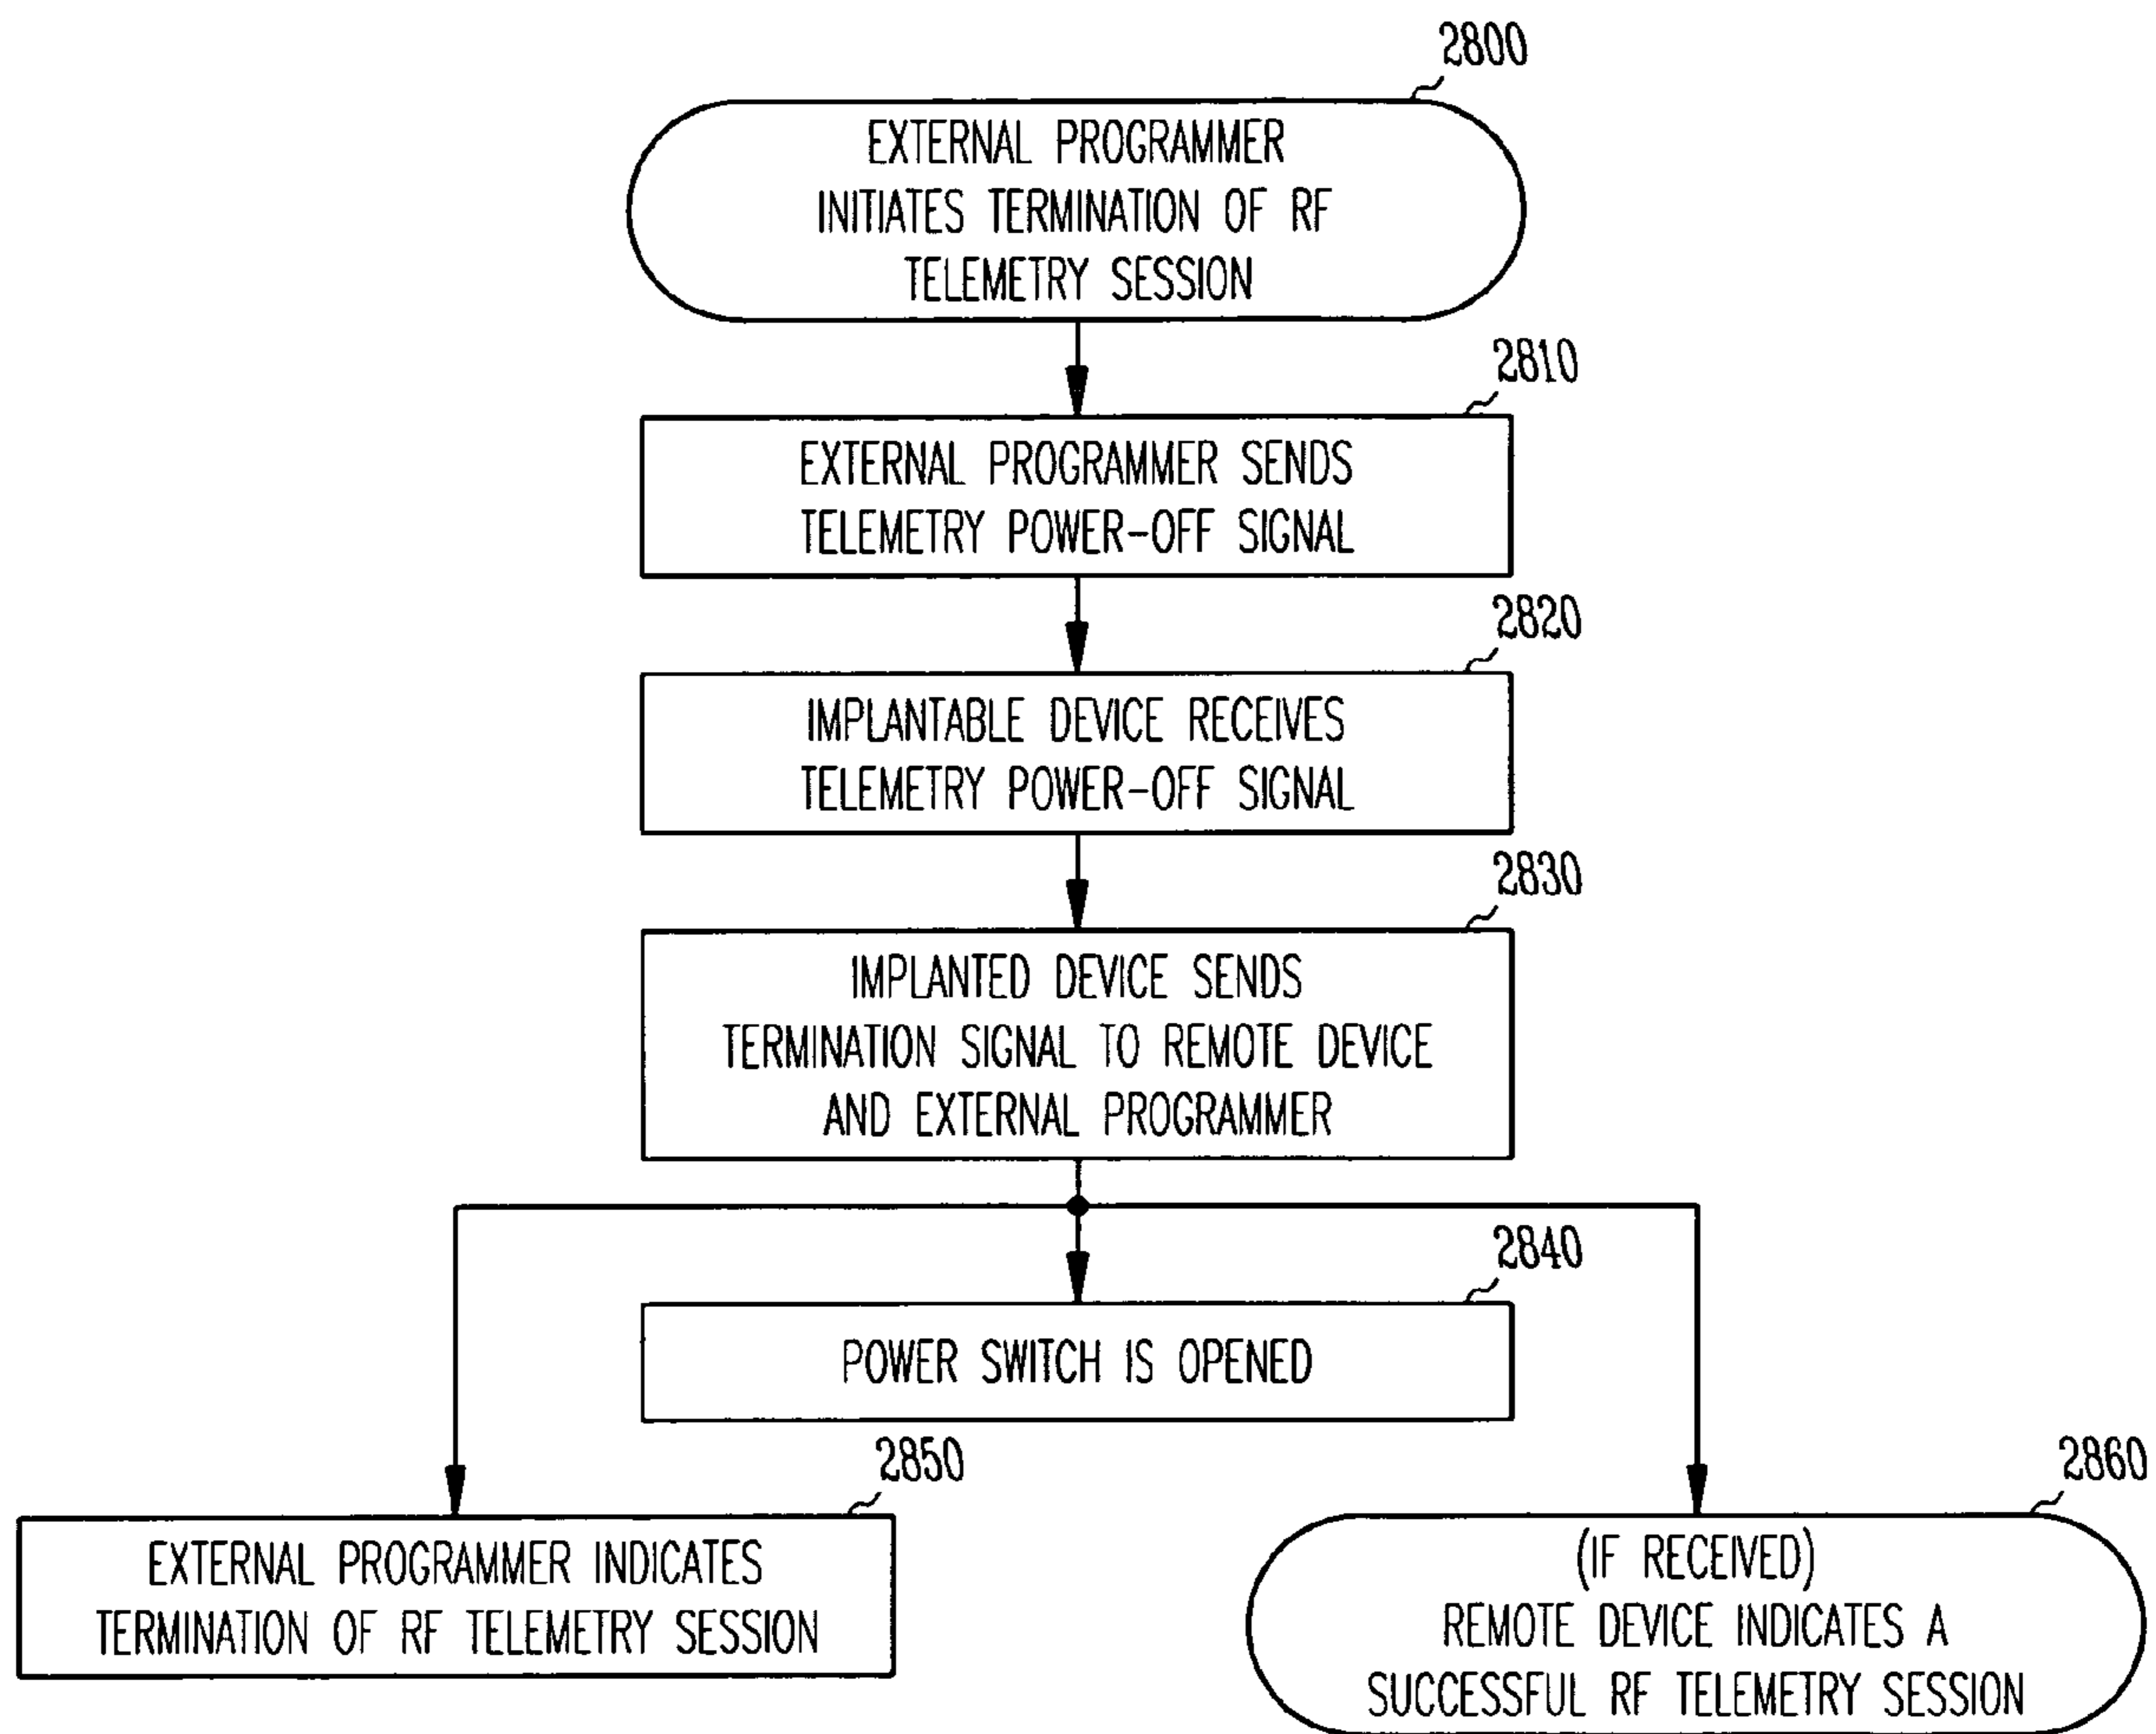 2800
EXTERNAL PROGRAMMER
INITIATES TERMINATION OF RF
TELEMETRY SESSION
2810
EXTERNAL PROGRAMMER SENDS
TELEMETRY POWER-OFF SIGNAL
2820
IMPLANTABLE DEVICE RECEIVES
TELEMETRY POWER-OFF SIGNAL
2830
IMPLANTED DEVICE SENDS
TERMINATION SIGNAL TO REMOTE DEVICE
AND EXTERNAL PROGRAMMER
2840
POWER SWITCH IS OPENED
2850
EXTERNAL PROGRAMMER INDICATES
TERMINATION OF RF TELEMETRY SESSION
2860
(IF RECEIVED)
REMOTE DEVICE INDICATES A
SUCCESSFUL RF TELEMETRY SESSION